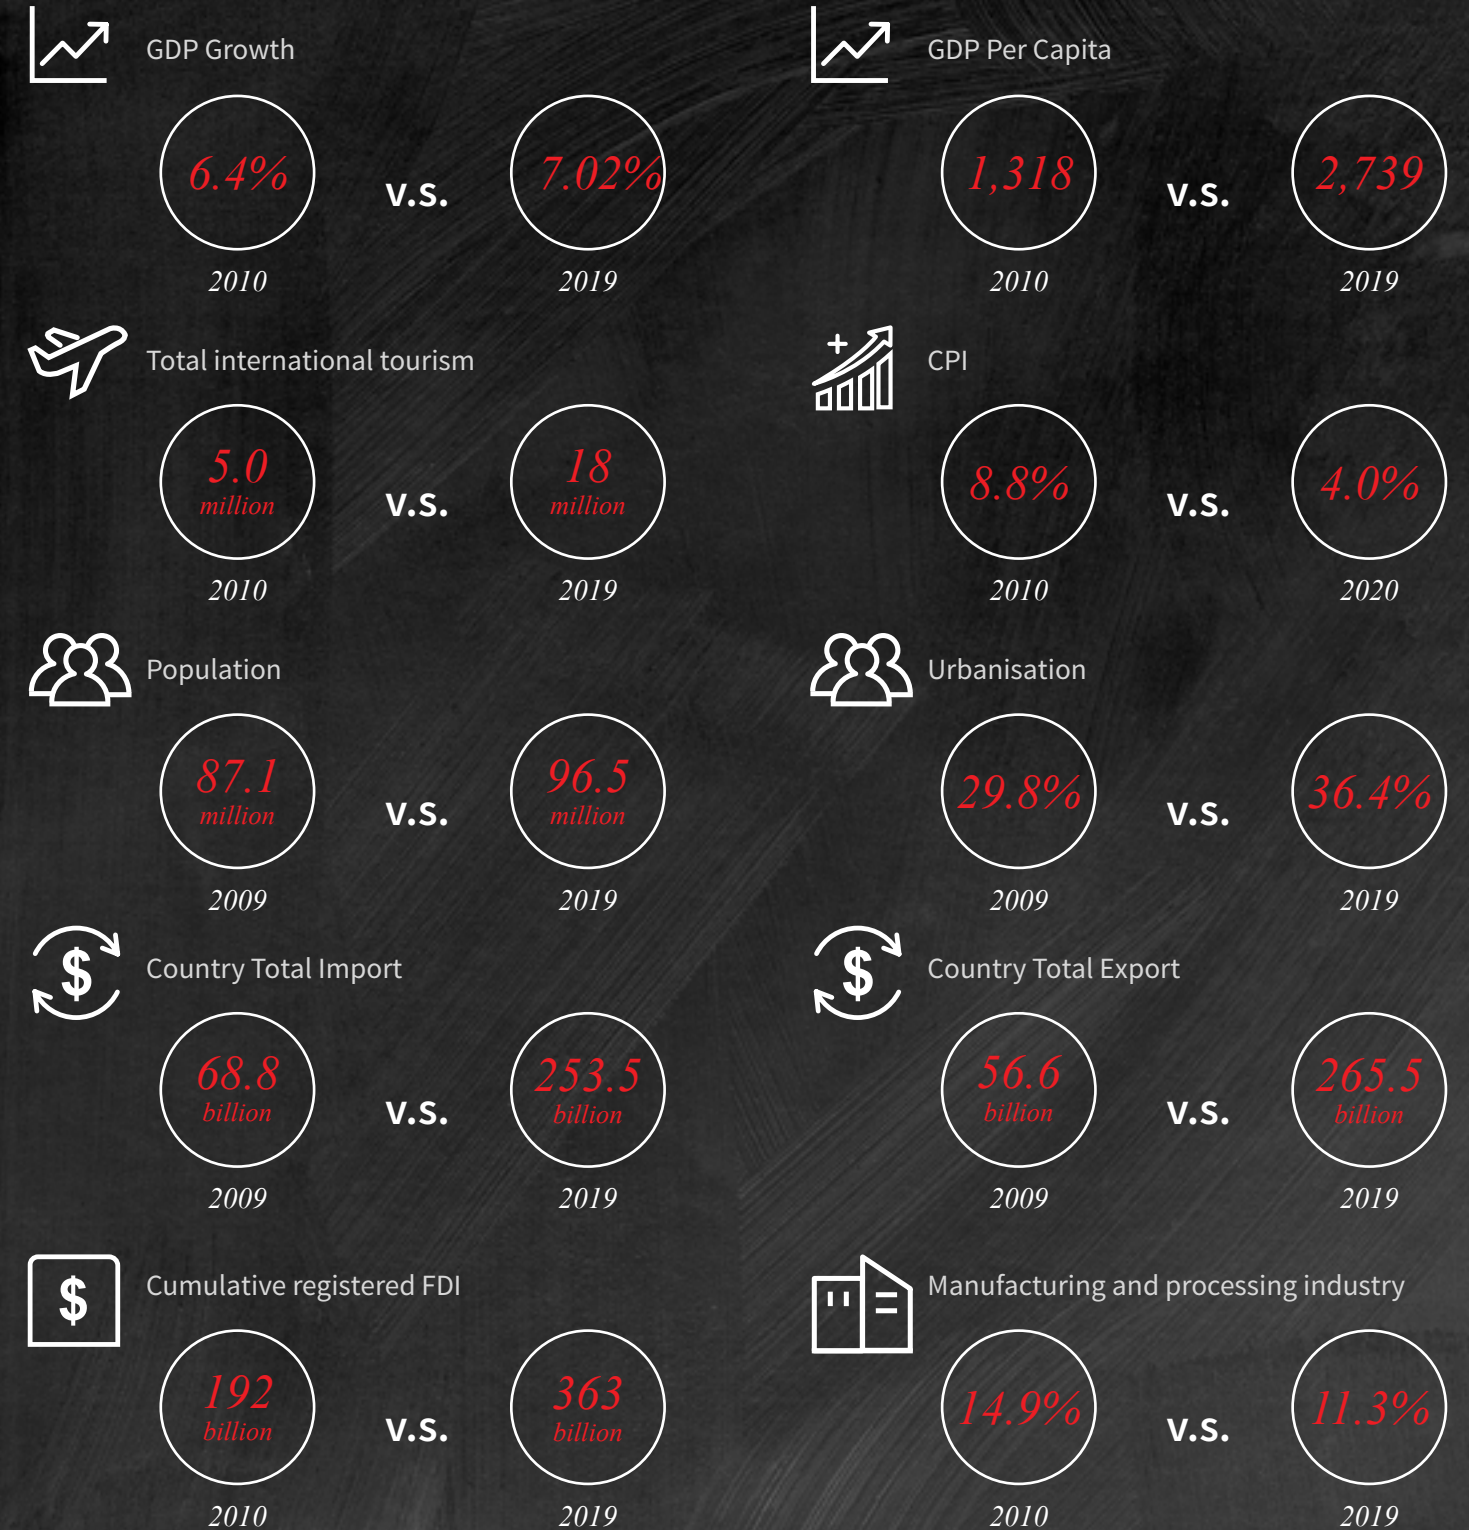 GDP Growth
6.4%
v.s.
7.02%
2010
2019
GDP Per Capita
1,318
v.s.
2,739
2010
2019
Total international tourism
5.0
million
v.s.
18
million
2010
2019
CPI
8.8%
v.s.
4.0%
2010
2020
Population
87.1
million
v.s.
96.5
million
2009
2019
Urbanisation
29.8%
v.s.
36.4%
2009
2019
$
Country Total Import
68.8
billion
v.s.
253.5
billion
2009
2019
$
Country Total Export
56.6
billion
v.s.
265.5
billion
2009
2019
$
Cumulative registered FDI
192
billion
v.s.
363
billion
2010
2019
Manufacturing and processing industry
14.9%
v.s.
11.3%
2010
2019